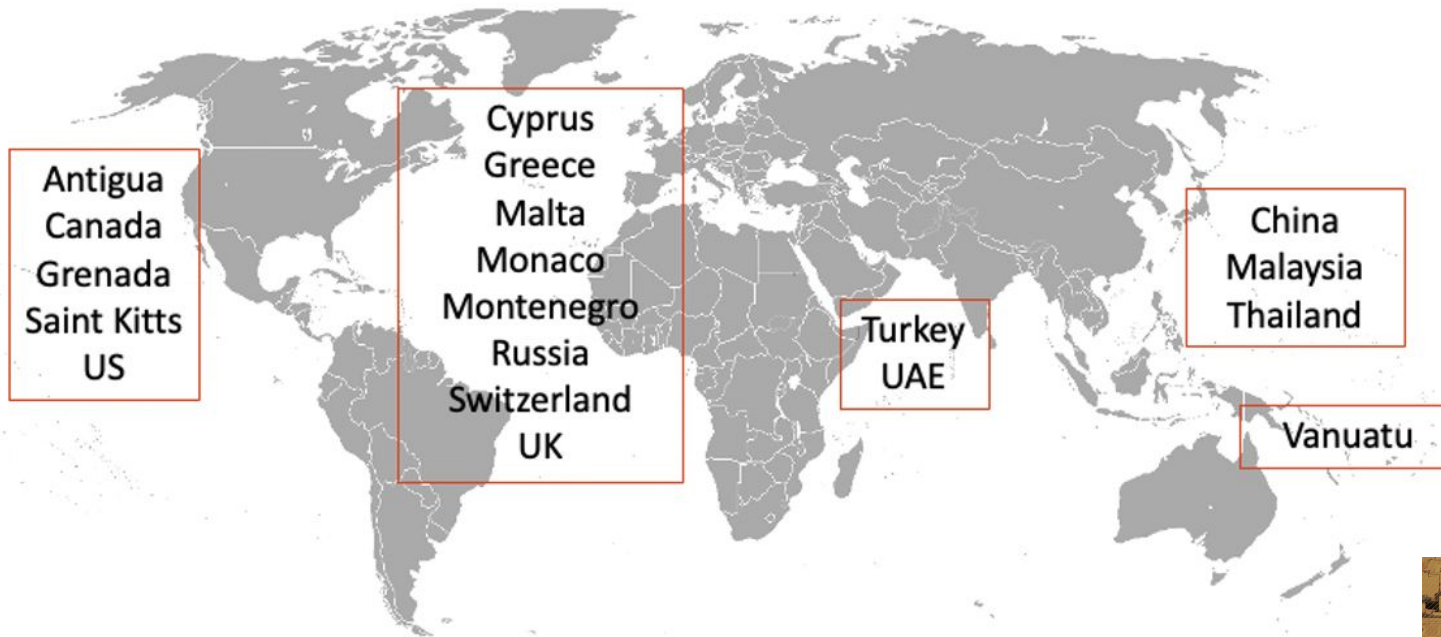 Antigua
Canada
Grenada
Saint Kitts
US
Cyprus
Greece
Malta
Monaco
Montenegro
Russia
Switzerland
UK
Turkey
UAE
China
Malaysia
Thailand
Vanuatu